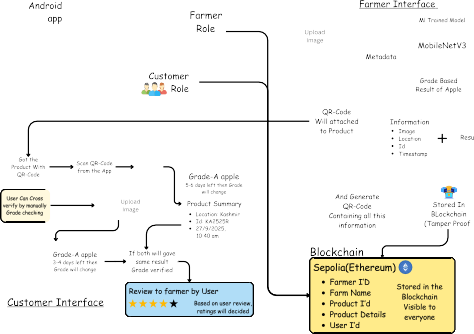 Android
app
Farmer
Role
Farmer Interface
Upload
Image
Ml Trained Model
MobileNetV3
Metadata
Customer
Role
Grade Based
Result of Apple
QR-Code
Will attached
to Product
Information
• Image
• Location
• Id
• Timestamp
+
Resu
Got the
Product With
QR Code
Scan QR-Code
from the App
Grade-A apple
5-6 days left then Grade
will change
User Can Cross
verify by manually
Grade checking
Upload
Image
Product Summary
• Location: Kashmir
• Id: KA7525R
• 27/9/2025,
10:40 am
And Generate
QR-Code
Containing all this
information
Stored In
BLockchain
(Tamper Proof
Grade-A apple
3-4 days left then Grade
will change
If both will gave
same result
Grade verified
Blockchain
Sepolia(Ethereum)
• Farmer I'D
• Farm Name
• Product I'd
• Product Details
• User I'd
Stored in the
Blockchain
Visible to
everyone
Customer Interface
Review to farmer by User
Based on user review,
ratings will decided